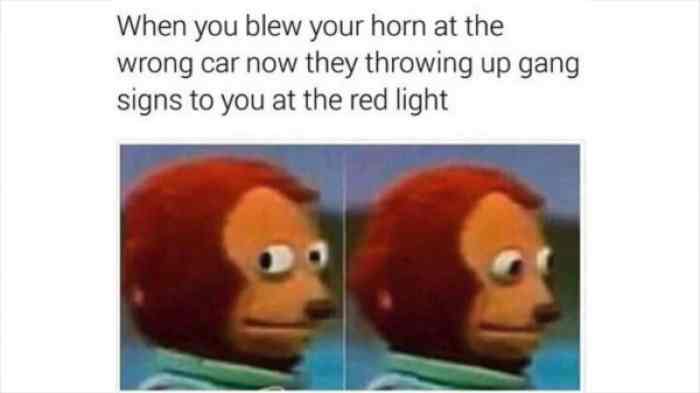 When you blew your horn at the
wrong car now they throwing up gang
signs to you at the red light